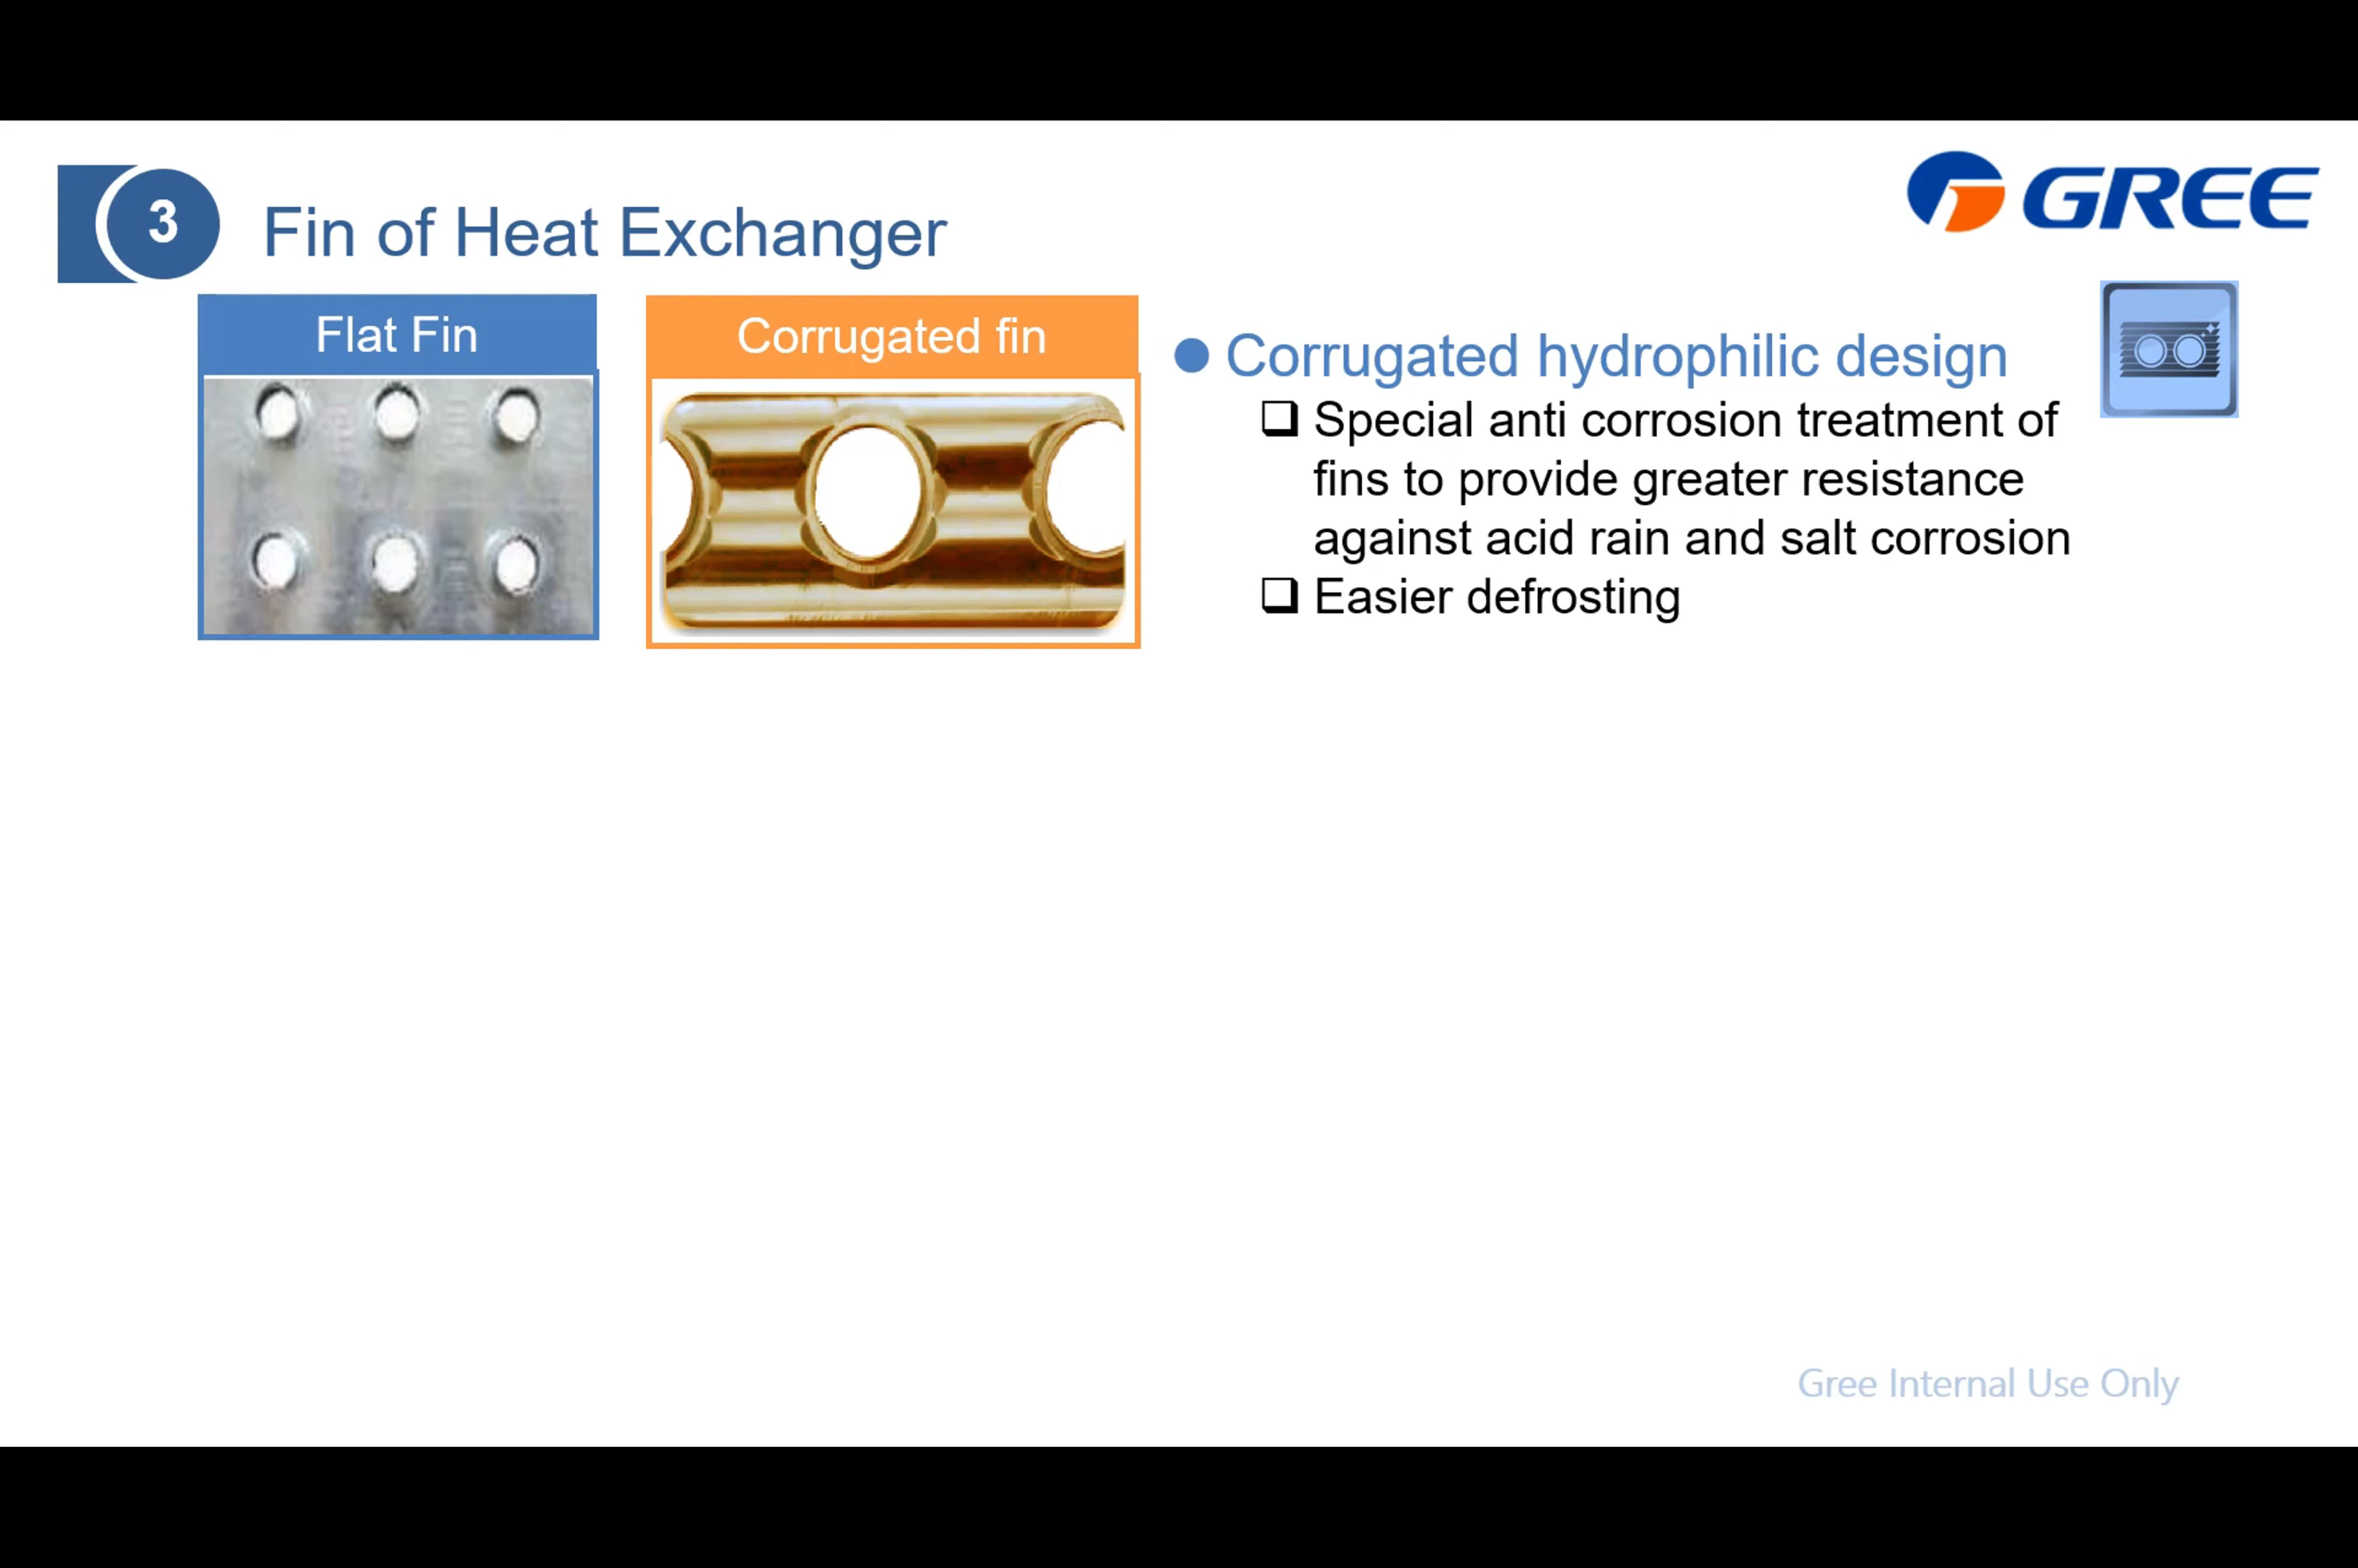 3
Fin of Heat Exchanger
GREE
Flat Fin
Corrugated fin
Corrugated hydrophilic design
Special anti corrosion treatment of
fins to provide greater resistance
against acid rain and salt corrosion
Easier defrosting
Gree Internal Use Only